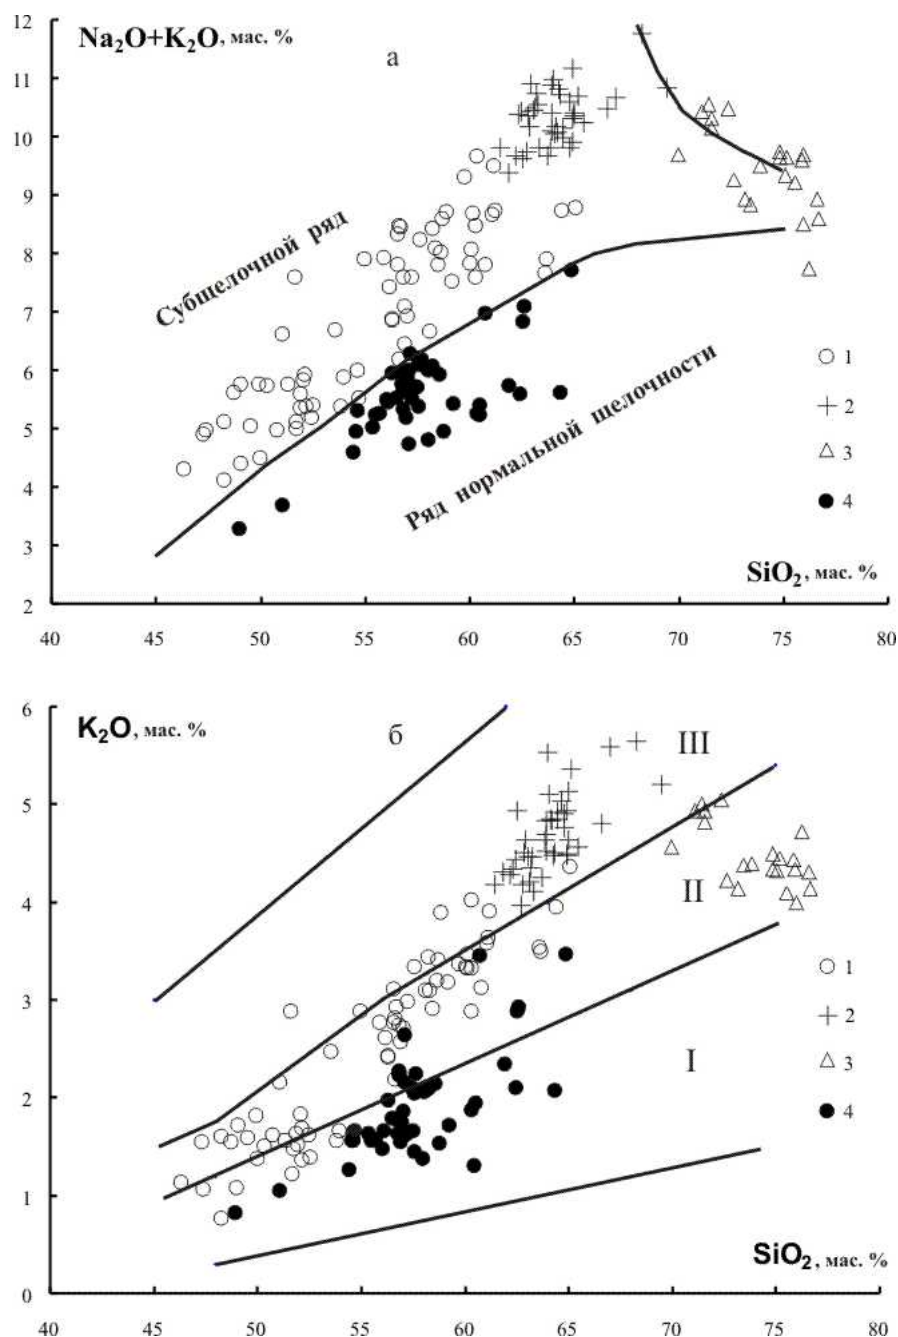 12
Na₂O+K₂O, мас. %
а
11
10
9
8
Субщелочной ряд
7
6
5
4
3
2
Ряд нормальной щелочности
1
2
3
4
SiO₂, мас. %
40 45 50 55 60 65 70 75 80
6
K₂O, мас. %
б
III
5
4
II
3
2
I
1
0
1
2
3
4
SiO₂, мас. %
40 45 50 55 60 65 70 75 80